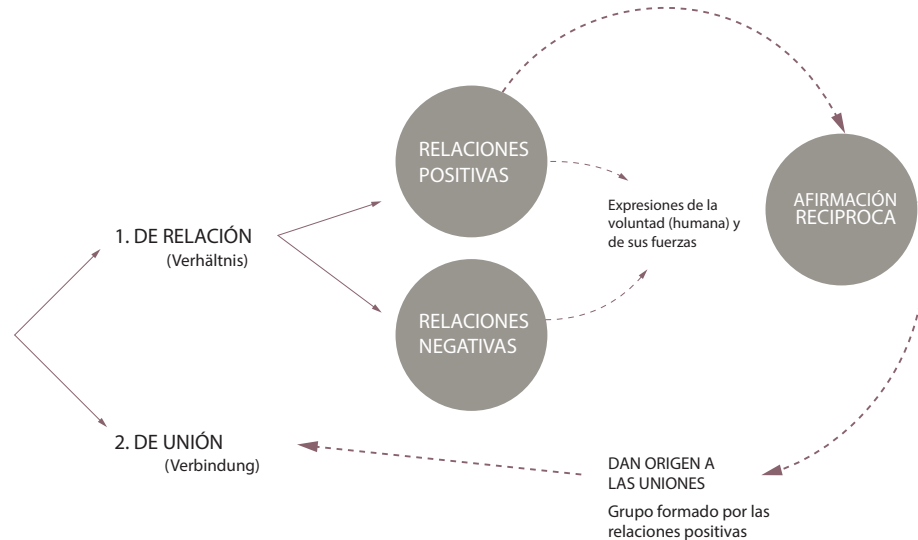 RELACIONES
POSITIVAS
AFIRMACIÓN
RECIPROCA
Expresiones de la
voluntad (humana) y
de sus fuerzas
1. DE RELACIÓN
(Verhältnis)
RELACIONES
NEGATIVAS
2. DE UNIÓN
(Verbindung)
DAN ORIGEN A
LAS UNIONES
Grupo formado por las
relaciones positivas